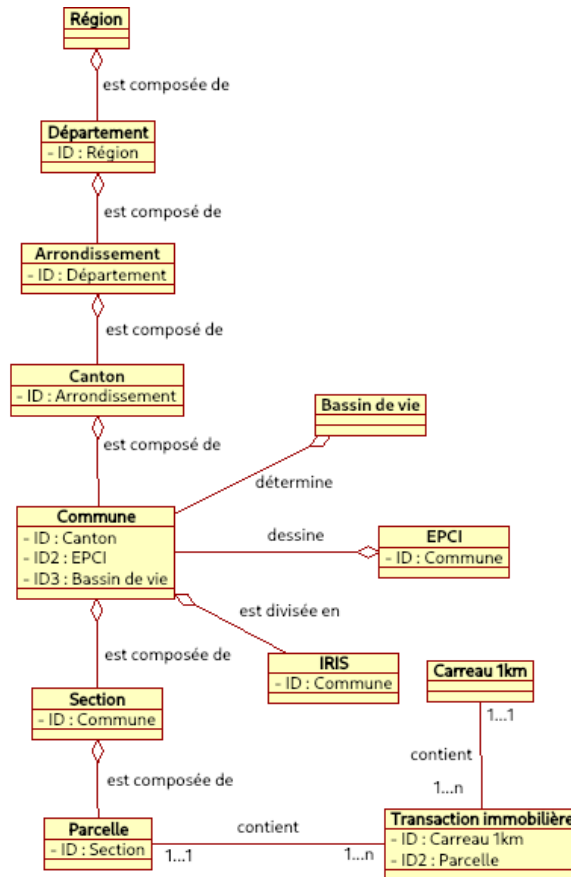 Région
est composée de
Département
- ID : Région
est composé de
Arrondissement
- ID : Département
est composé de
Canton
- ID : Arrondissement
Bassin de vie
est composé de
détermine
Commune
- ID : Canton
- ID2 : EPCI
- ID3 : Bassin de vie
dessine
EPCI
- ID : Commune
est divisée en
est composée de
IRIS
- ID : Commune
Carreau 1km
Section
- ID : Commune
1...1
contient
est composée de
1...n
Parcelle
- ID : Section
contient
1...1
1...n
Transaction immobilière
- ID : Carreau 1km
- ID2 : Parcelle